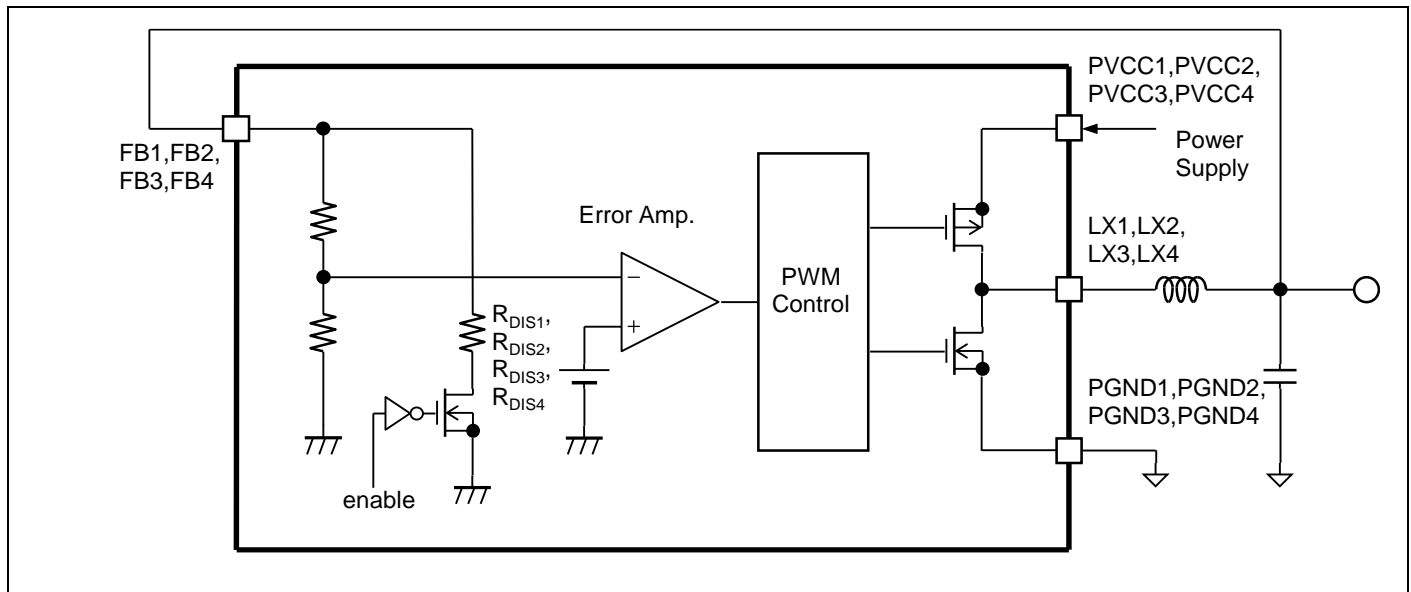 PVCC1,PVCC2,
PVCC3,PVCC4
Power
Supply
FB1,FB2,
FB3,FB4
Error Amp.
LX1,LX2,
LX3,LX4
PWM
Control
−
+
RDIS1,
RDIS2,
RDIS3,
RDIS4
PGND1,PGND2,
PGND3,PGND4
enable